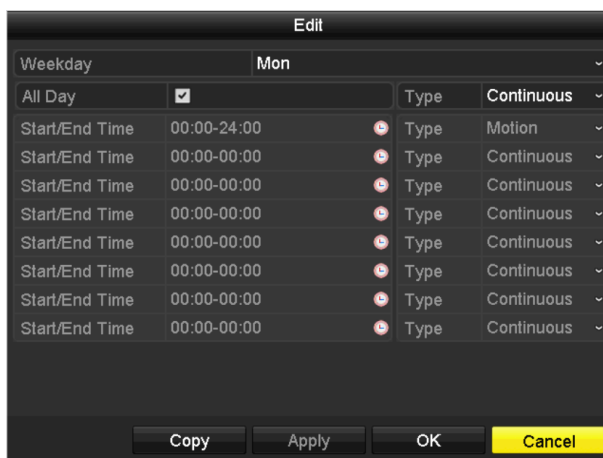 Edit
Weekday Mon
All Day Type Continuous
Start/End Time 00:00-24:00 Type Motion
Start/End Time 00:00-00:00 Type Continuous
Start/End Time 00:00-00:00 Type Continuous
Start/End Time 00:00-00:00 Type Continuous
Start/End Time 00:00-00:00 Type Continuous
Start/End Time 00:00-00:00 Type Continuous
Start/End Time 00:00-00:00 Type Continuous
Start/End Time 00:00-00:00 Type Continuous
Copy Apply OK Cancel